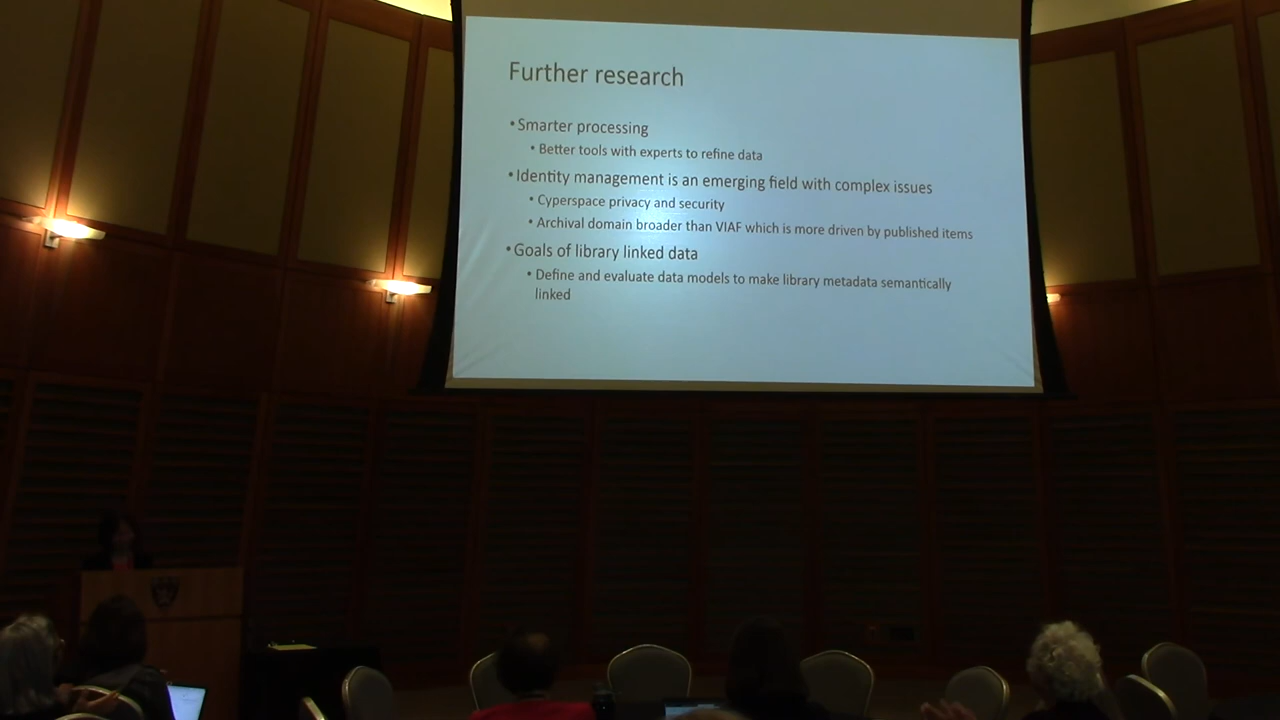 Further research
• Smarter processing
• Better tools with experts to refine data
• Identity management is an emerging field with complex issues
• Cyperspace privacy and security
• Archival domain broader than VIAF which is more driven by published items
• Goals of library linked data
• Define and evaluate data models to make library metadata semantically
linked